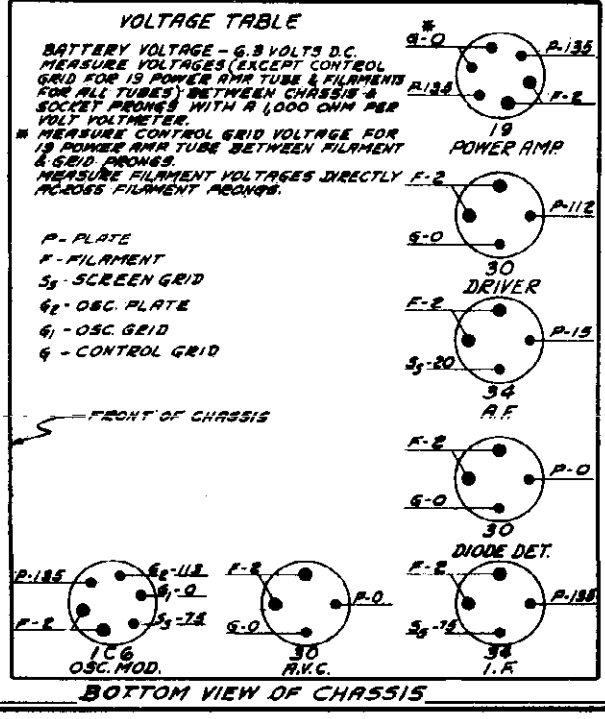 VOLTAGE TABLE
BATTERY VOLTAGE - 6.3 VOLTS D.C.
MEASURE VOLTAGES (EXCEPT CONTROL
GRID FOR 19 POWER AMP. TUBE & FILAMENTS
FOR ALL TUBES) BETWEEN CHASSIS &
SOCKET PRONGS WITH A 1,000 OHM PER
VOLT VOLTMETER.
* MEASURE CONTROL GRID VOLTAGE FOR
19 POWER AMP TUBE BETWEEN FILAMENT
& GRID PRONGS.
MEASURE FILAMENT VOLTAGES DIRECTLY
ACROSS FILAMENT PRONGS.
P - PLATE
F - FILAMENT
S5 - SCREEN GRID
G2 - OSC. PLATE
G1 - OSC. GRID
G - CONTROL GRID
FRONT OF CHASSIS
*
G-0 P-135
P-135 F-2
19
POWER AMP.
F-2 P-112
G-0
30
DRIVER
F-2 P-15
S5-20
34
A.F.
F-2 P-0
G-0
30
DIODE DET.
P-135 G2-113
G1-0
F-2 S5-75
1C6
OSC. MOD.
F-2 P-0
G-0
30
A.V.C.
F-2 P-135
S5-75
34
I.F.
BOTTOM VIEW OF CHASSIS